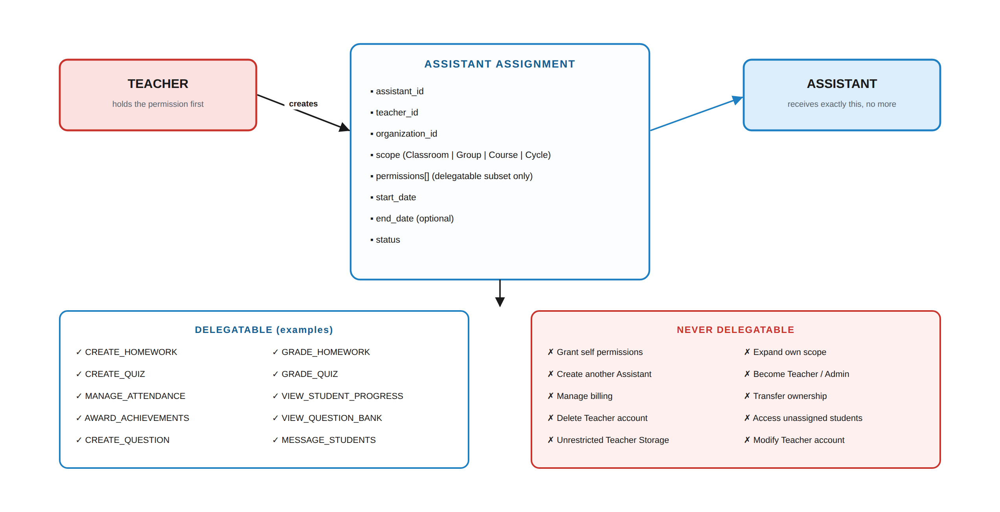 TEACHER
holds the permission first
creates
ASSISTANT ASSIGNMENT
▪ assistant_id
▪ teacher_id
▪ organization_id
▪ scope (Classroom | Group | Course | Cycle)
▪ permissions[] (delegatable subset only)
▪ start_date
▪ end_date (optional)
▪ status
ASSISTANT
receives exactly this, no more
DELEGATABLE (examples)
✓ CREATE_HOMEWORK
✓ GRADE_HOMEWORK
✓ CREATE_QUIZ
✓ GRADE_QUIZ
✓ MANAGE_ATTENDANCE
✓ VIEW_STUDENT_PROGRESS
✓ AWARD_ACHIEVEMENTS
✓ VIEW_QUESTION_BANK
✓ CREATE_QUESTION
✓ MESSAGE_STUDENTS
NEVER DELEGATABLE
✗ Grant self permissions
✗ Expand own scope
✗ Create another Assistant
✗ Become Teacher / Admin
✗ Manage billing
✗ Transfer ownership
✗ Delete Teacher account
✗ Access unassigned students
✗ Unrestricted Teacher Storage
✗ Modify Teacher account